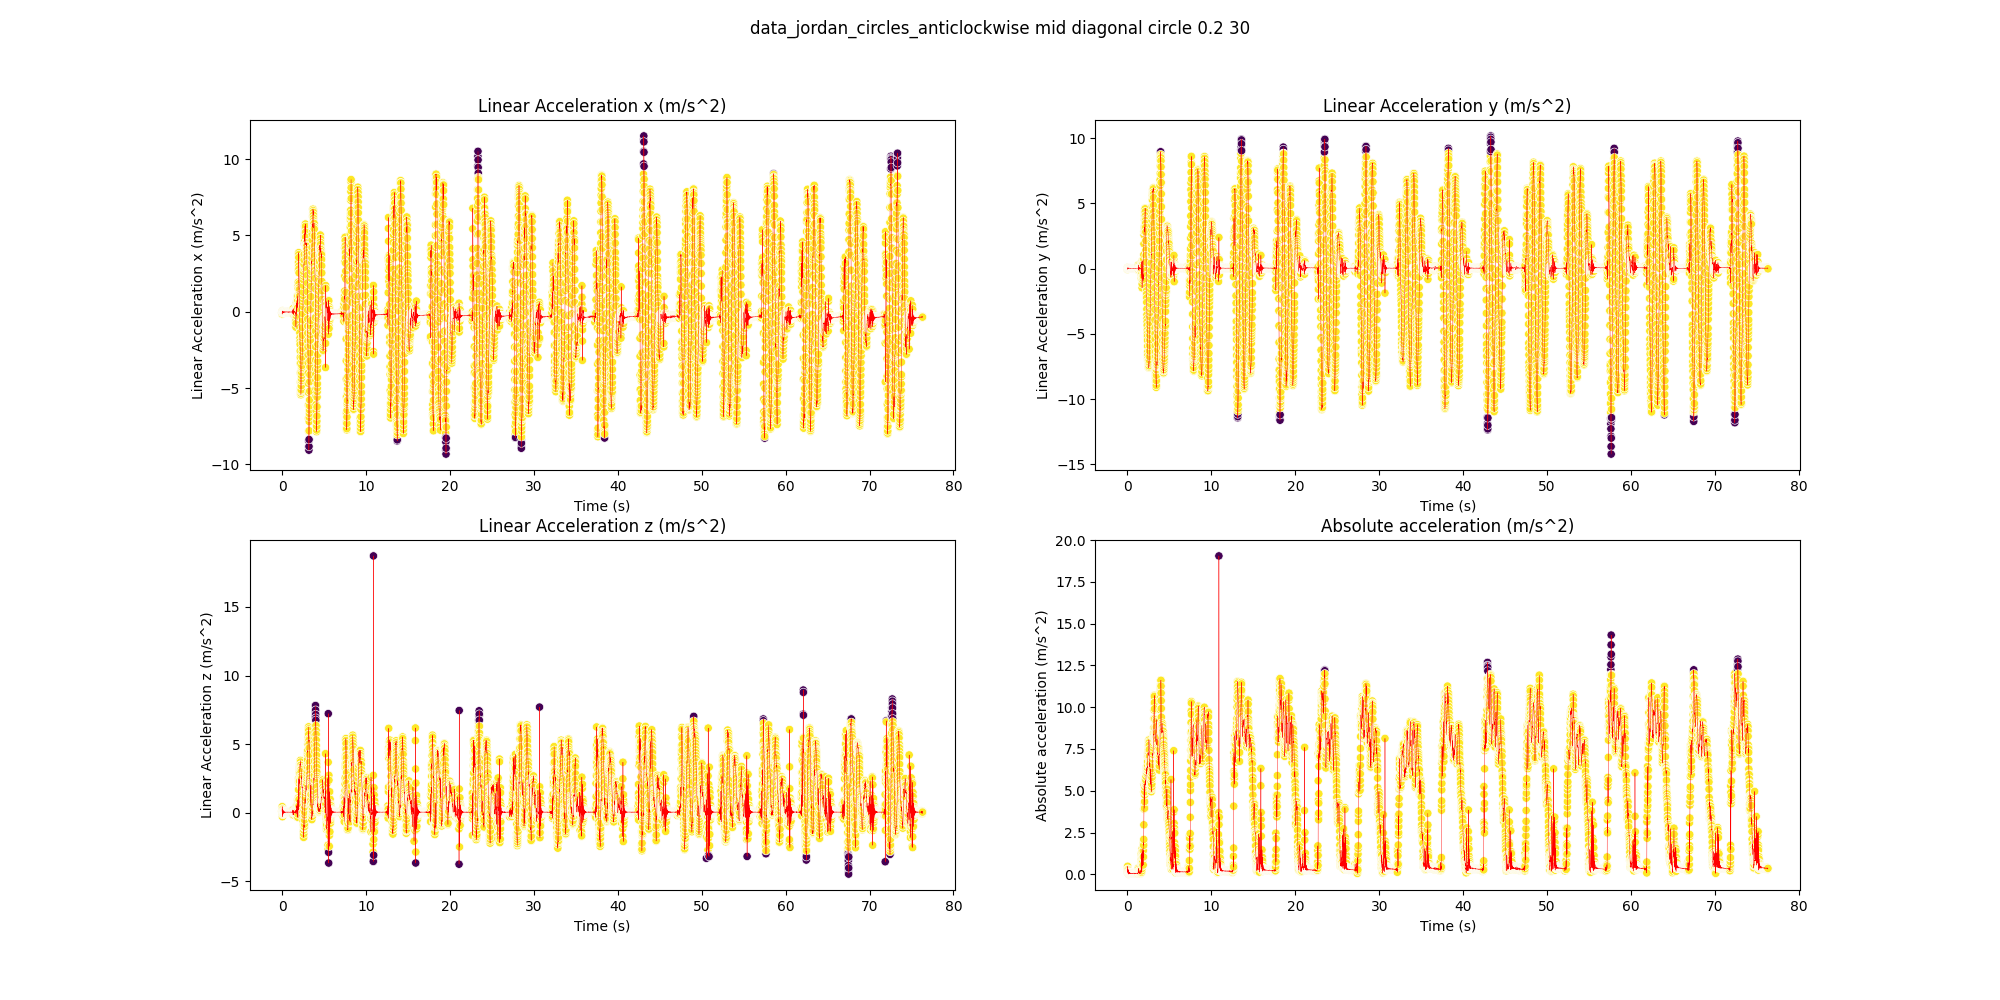 data_jordan_circles_anticlockwise mid diagonal circle 0.2 30
Linear Acceleration x (m/s^2)
Linear Acceleration x (m/s^2)
10
5
0
−5
−10
0 10 20 30 40 50 60 70 80
Time (s)
Linear Acceleration y (m/s^2)
Linear Acceleration y (m/s^2)
10
5
0
−5
−10
−15
0 10 20 30 40 50 60 70 80
Time (s)
Linear Acceleration z (m/s^2)
Linear Acceleration z (m/s^2)
15
10
5
0
−5
0 10 20 30 40 50 60 70 80
Time (s)
Absolute acceleration (m/s^2)
Absolute acceleration (m/s^2)
20.0
17.5
15.0
12.5
10.0
7.5
5.0
2.5
0.0
0 10 20 30 40 50 60 70 80
Time (s)